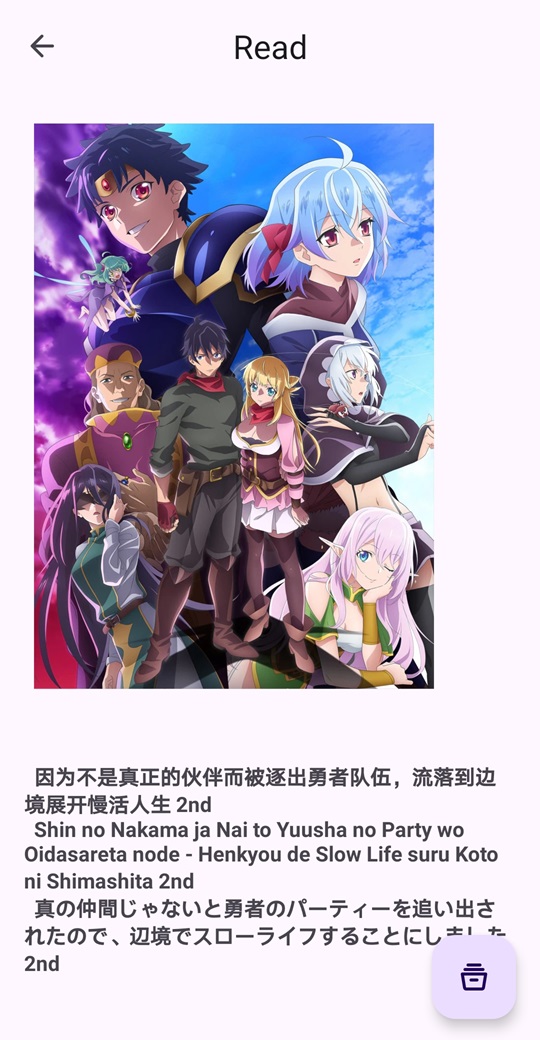 Read
因为不是真正的伙伴而被逐出勇者队伍，流落到边
境展开慢活人生 2nd
Shin no Nakama ja Nai to Yuusha no Party wo
Oidasareta node - Henkyou de Slow Life suru Koto
ni Shimashita 2nd
真の仲間じゃないと勇者のパーティーを追い出さ
れたので、辺境でスローライフすることにしました
2nd